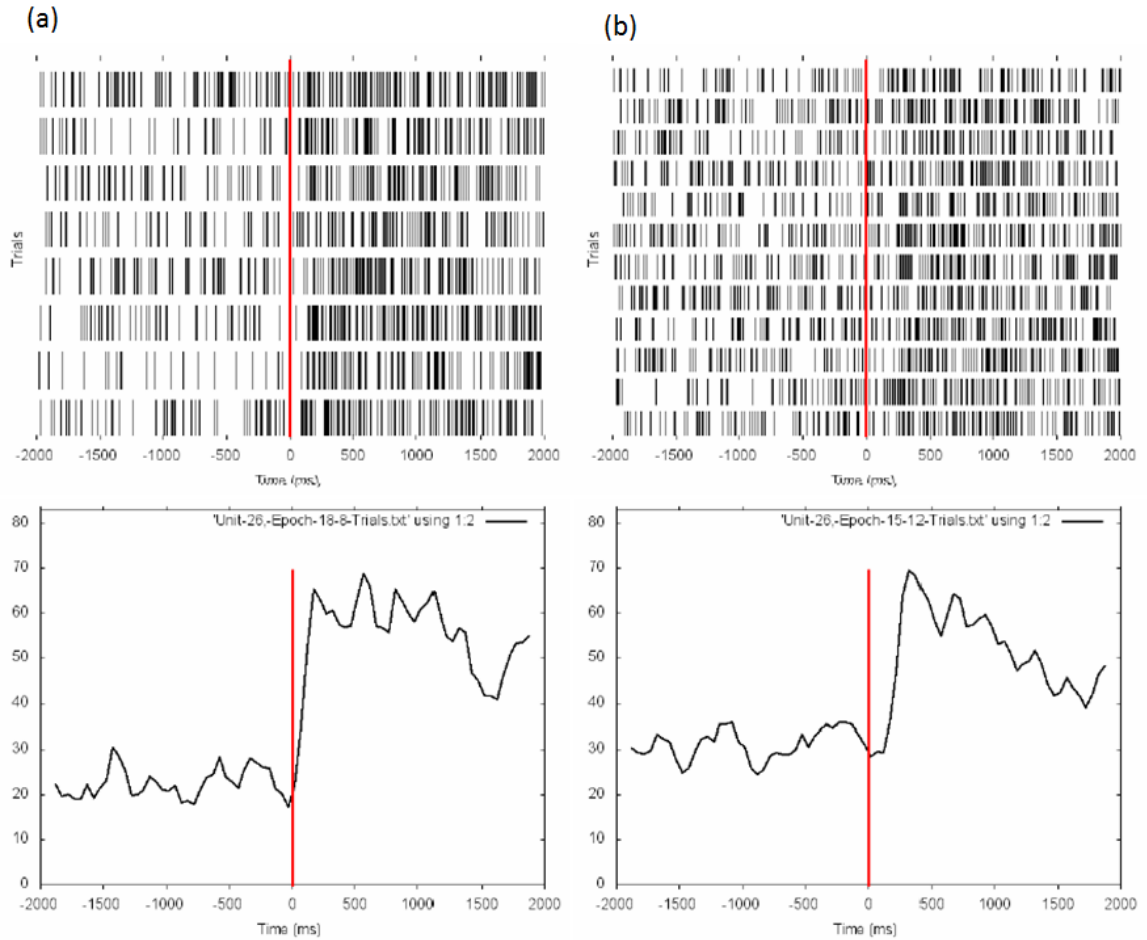 (a)
(b)
Trials
-2000 -1500 -1000 -500 0 500 1000 1500 2000
Time (ms),
Trials
-2000 -1500 -1000 -500 0 500 1000 1500 2000
Time (ms),
'Unit-26,-Epoch-18-8-Trials.txt' using 1:2
80
70
60
50
40
30
20
10
0
-2000 -1500 -1000 -500 0 500 1000 1500 2000
Time (ms)
'Unit-26,-Epoch-15-12-Trials.txt' using 1:2
80
70
60
50
40
30
20
10
0
-2000 -1500 -1000 -500 0 500 1000 1500 2000
Time (ms)